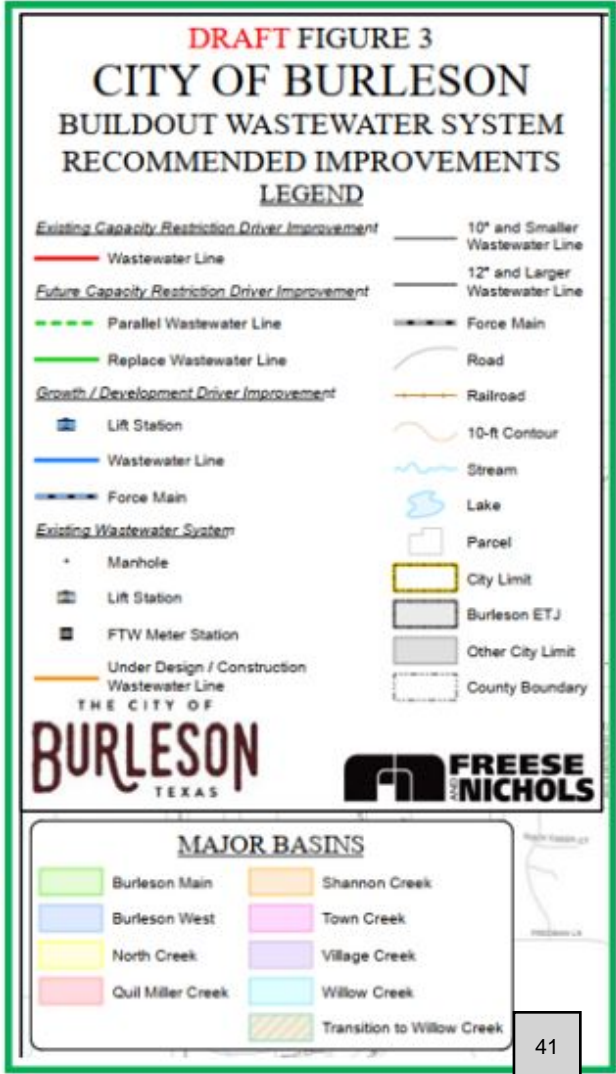 DRAFT FIGURE 3
CITY OF BURLESON
BUILDOUT WASTEWATER SYSTEM
RECOMMENDED IMPROVEMENTS
LEGEND
Existing Capacity Restriction Driver Improvement
Wastewater Line
Future Capacity Restriction Driver Improvement
Parallel Wastewater Line
Replace Wastewater Line
Growth / Development Driver Improvement
Lift Station
Wastewater Line
Force Main
Existing Wastewater System
Manhole
Lift Station
FTW Meter Station
Under Design / Construction
Wastewater Line
10" and Smaller
Wastewater Line
12" and Larger
Wastewater Line
Force Main
Road
Railroad
10-ft Contour
Stream
Lake
Parcel
City Limit
Burleson ETJ
Other City Limit
County Boundary
THE CITY OF
BURLESON
TEXAS
FREESE
AND
NICHOLS
MAJOR BASINS
Burleson Main
Burleson West
North Creek
Quil Miller Creek
Shannon Creek
Town Creek
Village Creek
Willow Creek
Transition to Willow Creek
41